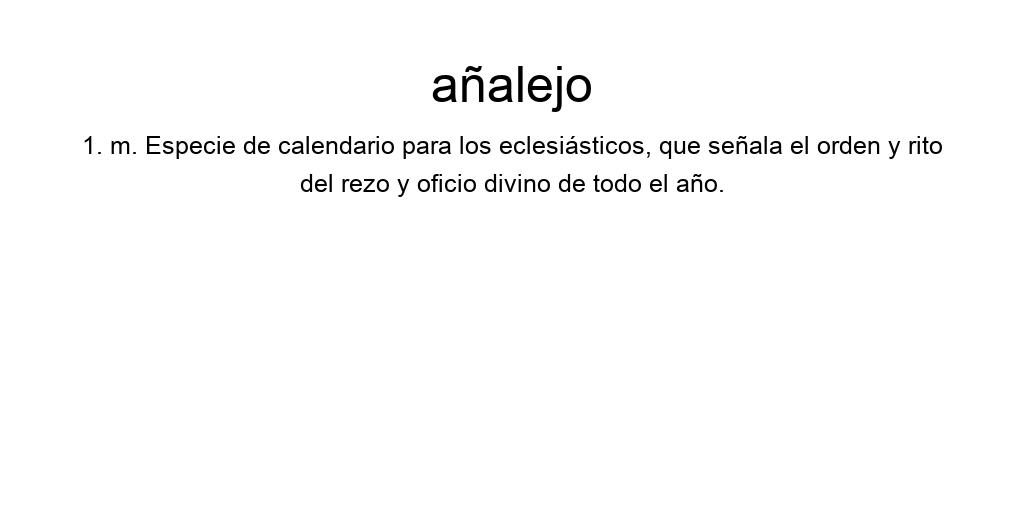 añalejo
1. m. Especie de calendario para los eclesiásticos, que señala el orden y rito
del rezo y oficio divino de todo el año.